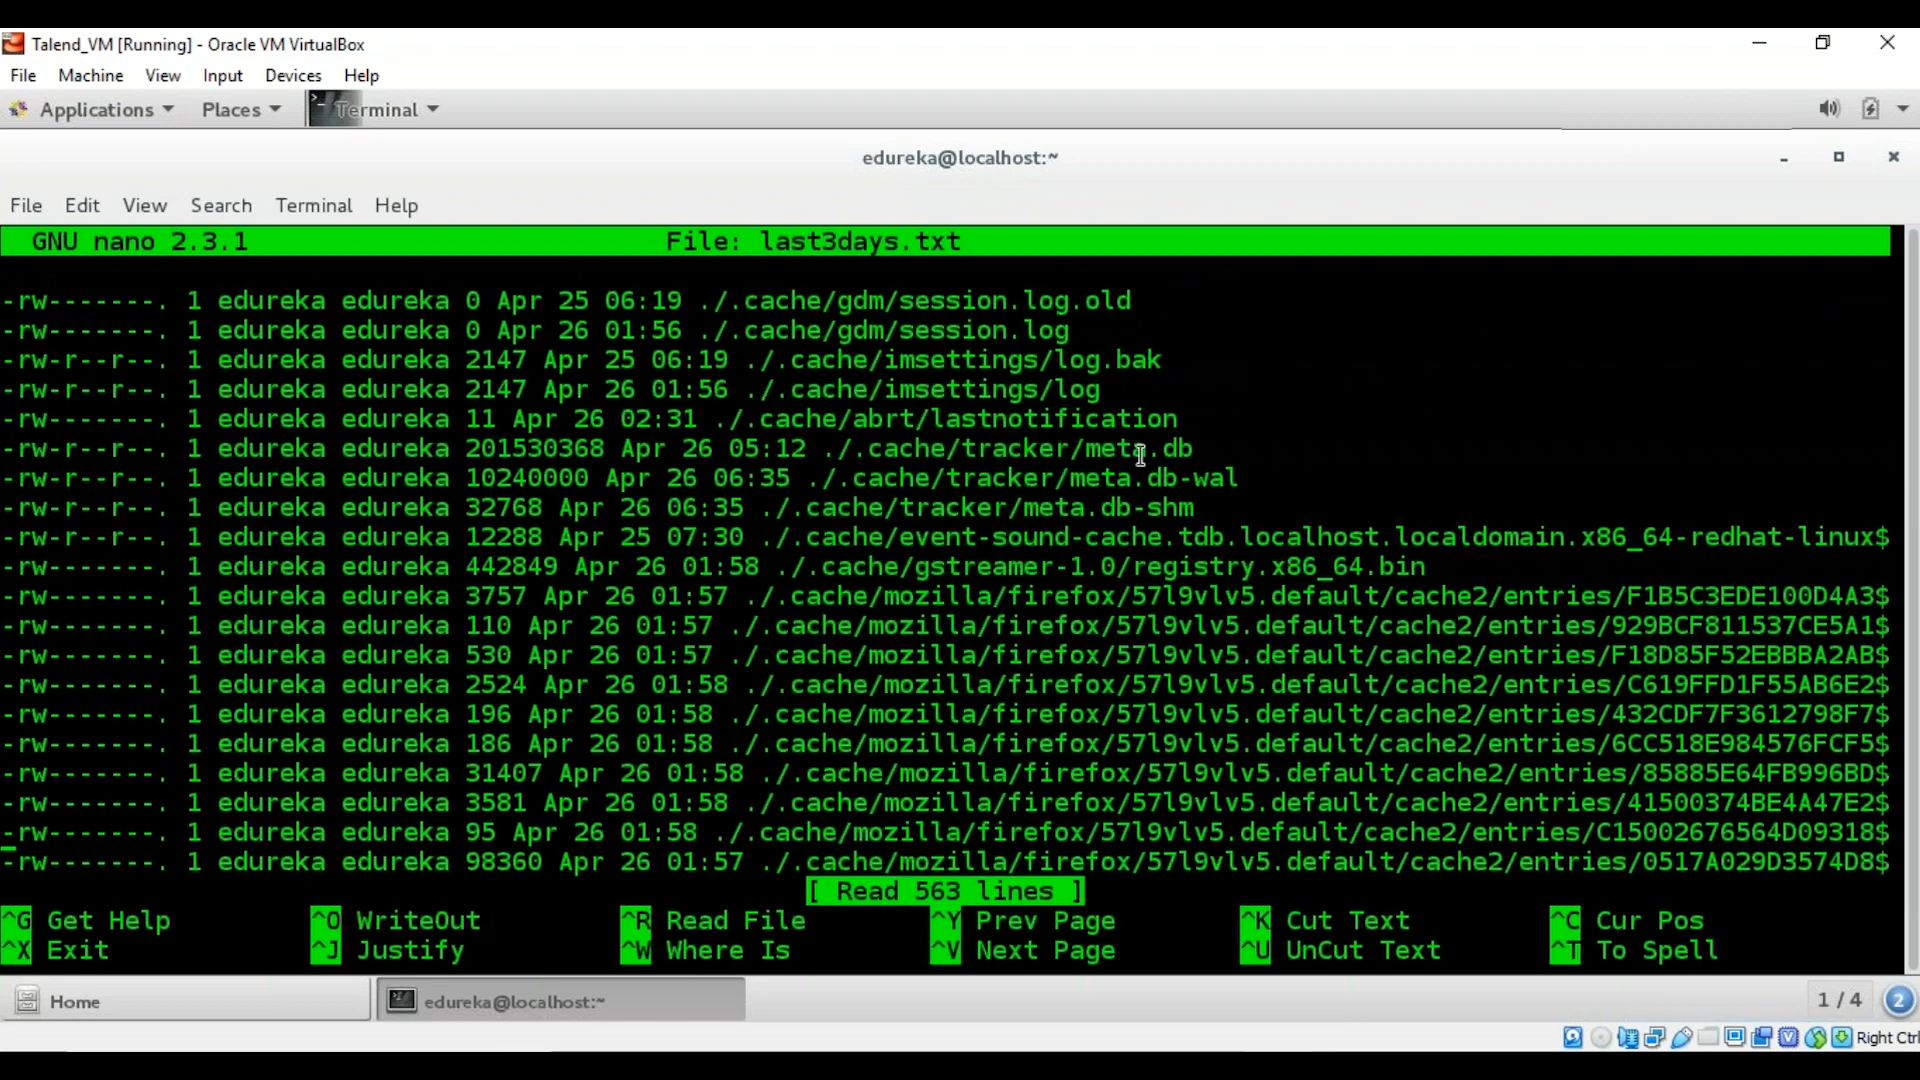 Talend_VM [Running] - Oracle VM VirtualBox
File Machine View Input Devices Help
Applications Places Terminal
edureka@localhost:~
File Edit View Search Terminal Help
GNU nano 2.3.1 File: last3days.txt
-rw-------. 1 edureka edureka 0 Apr 25 06:19 ./.cache/gdm/session.log.old
-rw-------. 1 edureka edureka 0 Apr 26 01:56 ./.cache/gdm/session.log
-rw-r--r--. 1 edureka edureka 2147 Apr 25 06:19 ./.cache/imsettings/log.bak
-rw-r--r--. 1 edureka edureka 2147 Apr 26 01:56 ./.cache/imsettings/log
-rw-------. 1 edureka edureka 11 Apr 26 02:31 ./.cache/abrt/lastnotification
-rw-r--r--. 1 edureka edureka 201530368 Apr 26 05:12 ./.cache/tracker/meta.db
-rw-r--r--. 1 edureka edureka 10240000 Apr 26 06:35 ./.cache/tracker/meta.db-wal
-rw-r--r--. 1 edureka edureka 32768 Apr 26 06:35 ./.cache/tracker/meta.db-shm
-rw-r--r--. 1 edureka edureka 12288 Apr 25 07:30 ./.cache/event-sound-cache.tdb.localhost.localdomain.x86_64-redhat-linux$
-rw-------. 1 edureka edureka 442849 Apr 26 01:58 ./.cache/gstreamer-1.0/registry.x86_64.bin
-rw-------. 1 edureka edureka 3757 Apr 26 01:57 ./.cache/mozilla/firefox/57l9vlv5.default/cache2/entries/F1B5C3EDE100D4A3$
-rw-------. 1 edureka edureka 110 Apr 26 01:57 ./.cache/mozilla/firefox/57l9vlv5.default/cache2/entries/929BCF811537CE5A1$
-rw-------. 1 edureka edureka 530 Apr 26 01:57 ./.cache/mozilla/firefox/57l9vlv5.default/cache2/entries/F18D85F52EBBBA2AB$
-rw-------. 1 edureka edureka 2524 Apr 26 01:58 ./.cache/mozilla/firefox/57l9vlv5.default/cache2/entries/C619FFD1F55AB6E2$
-rw-------. 1 edureka edureka 196 Apr 26 01:58 ./.cache/mozilla/firefox/57l9vlv5.default/cache2/entries/432CDF7F3612798F7$
-rw-------. 1 edureka edureka 186 Apr 26 01:58 ./.cache/mozilla/firefox/57l9vlv5.default/cache2/entries/6CC518E984576FCF5$
-rw-------. 1 edureka edureka 31407 Apr 26 01:58 ./.cache/mozilla/firefox/57l9vlv5.default/cache2/entries/85885E64FB996BD$
-rw-------. 1 edureka edureka 3581 Apr 26 01:58 ./.cache/mozilla/firefox/57l9vlv5.default/cache2/entries/41500374BE4A47E2$
-rw-------. 1 edureka edureka 95 Apr 26 01:58 ./.cache/mozilla/firefox/57l9vlv5.default/cache2/entries/C15002676564D09318$
-rw-------. 1 edureka edureka 98360 Apr 26 01:57 ./.cache/mozilla/firefox/57l9vlv5.default/cache2/entries/0517A029D3574D8$
[ Read 563 lines ]
^G Get Help ^O WriteOut ^R Read File ^Y Prev Page ^K Cut Text ^C Cur Pos
^X Exit ^J Justify ^W Where Is ^V Next Page ^U UnCut Text ^T To Spell
Home edureka@localhost:~ 1 / 4 2
Right Ctrl